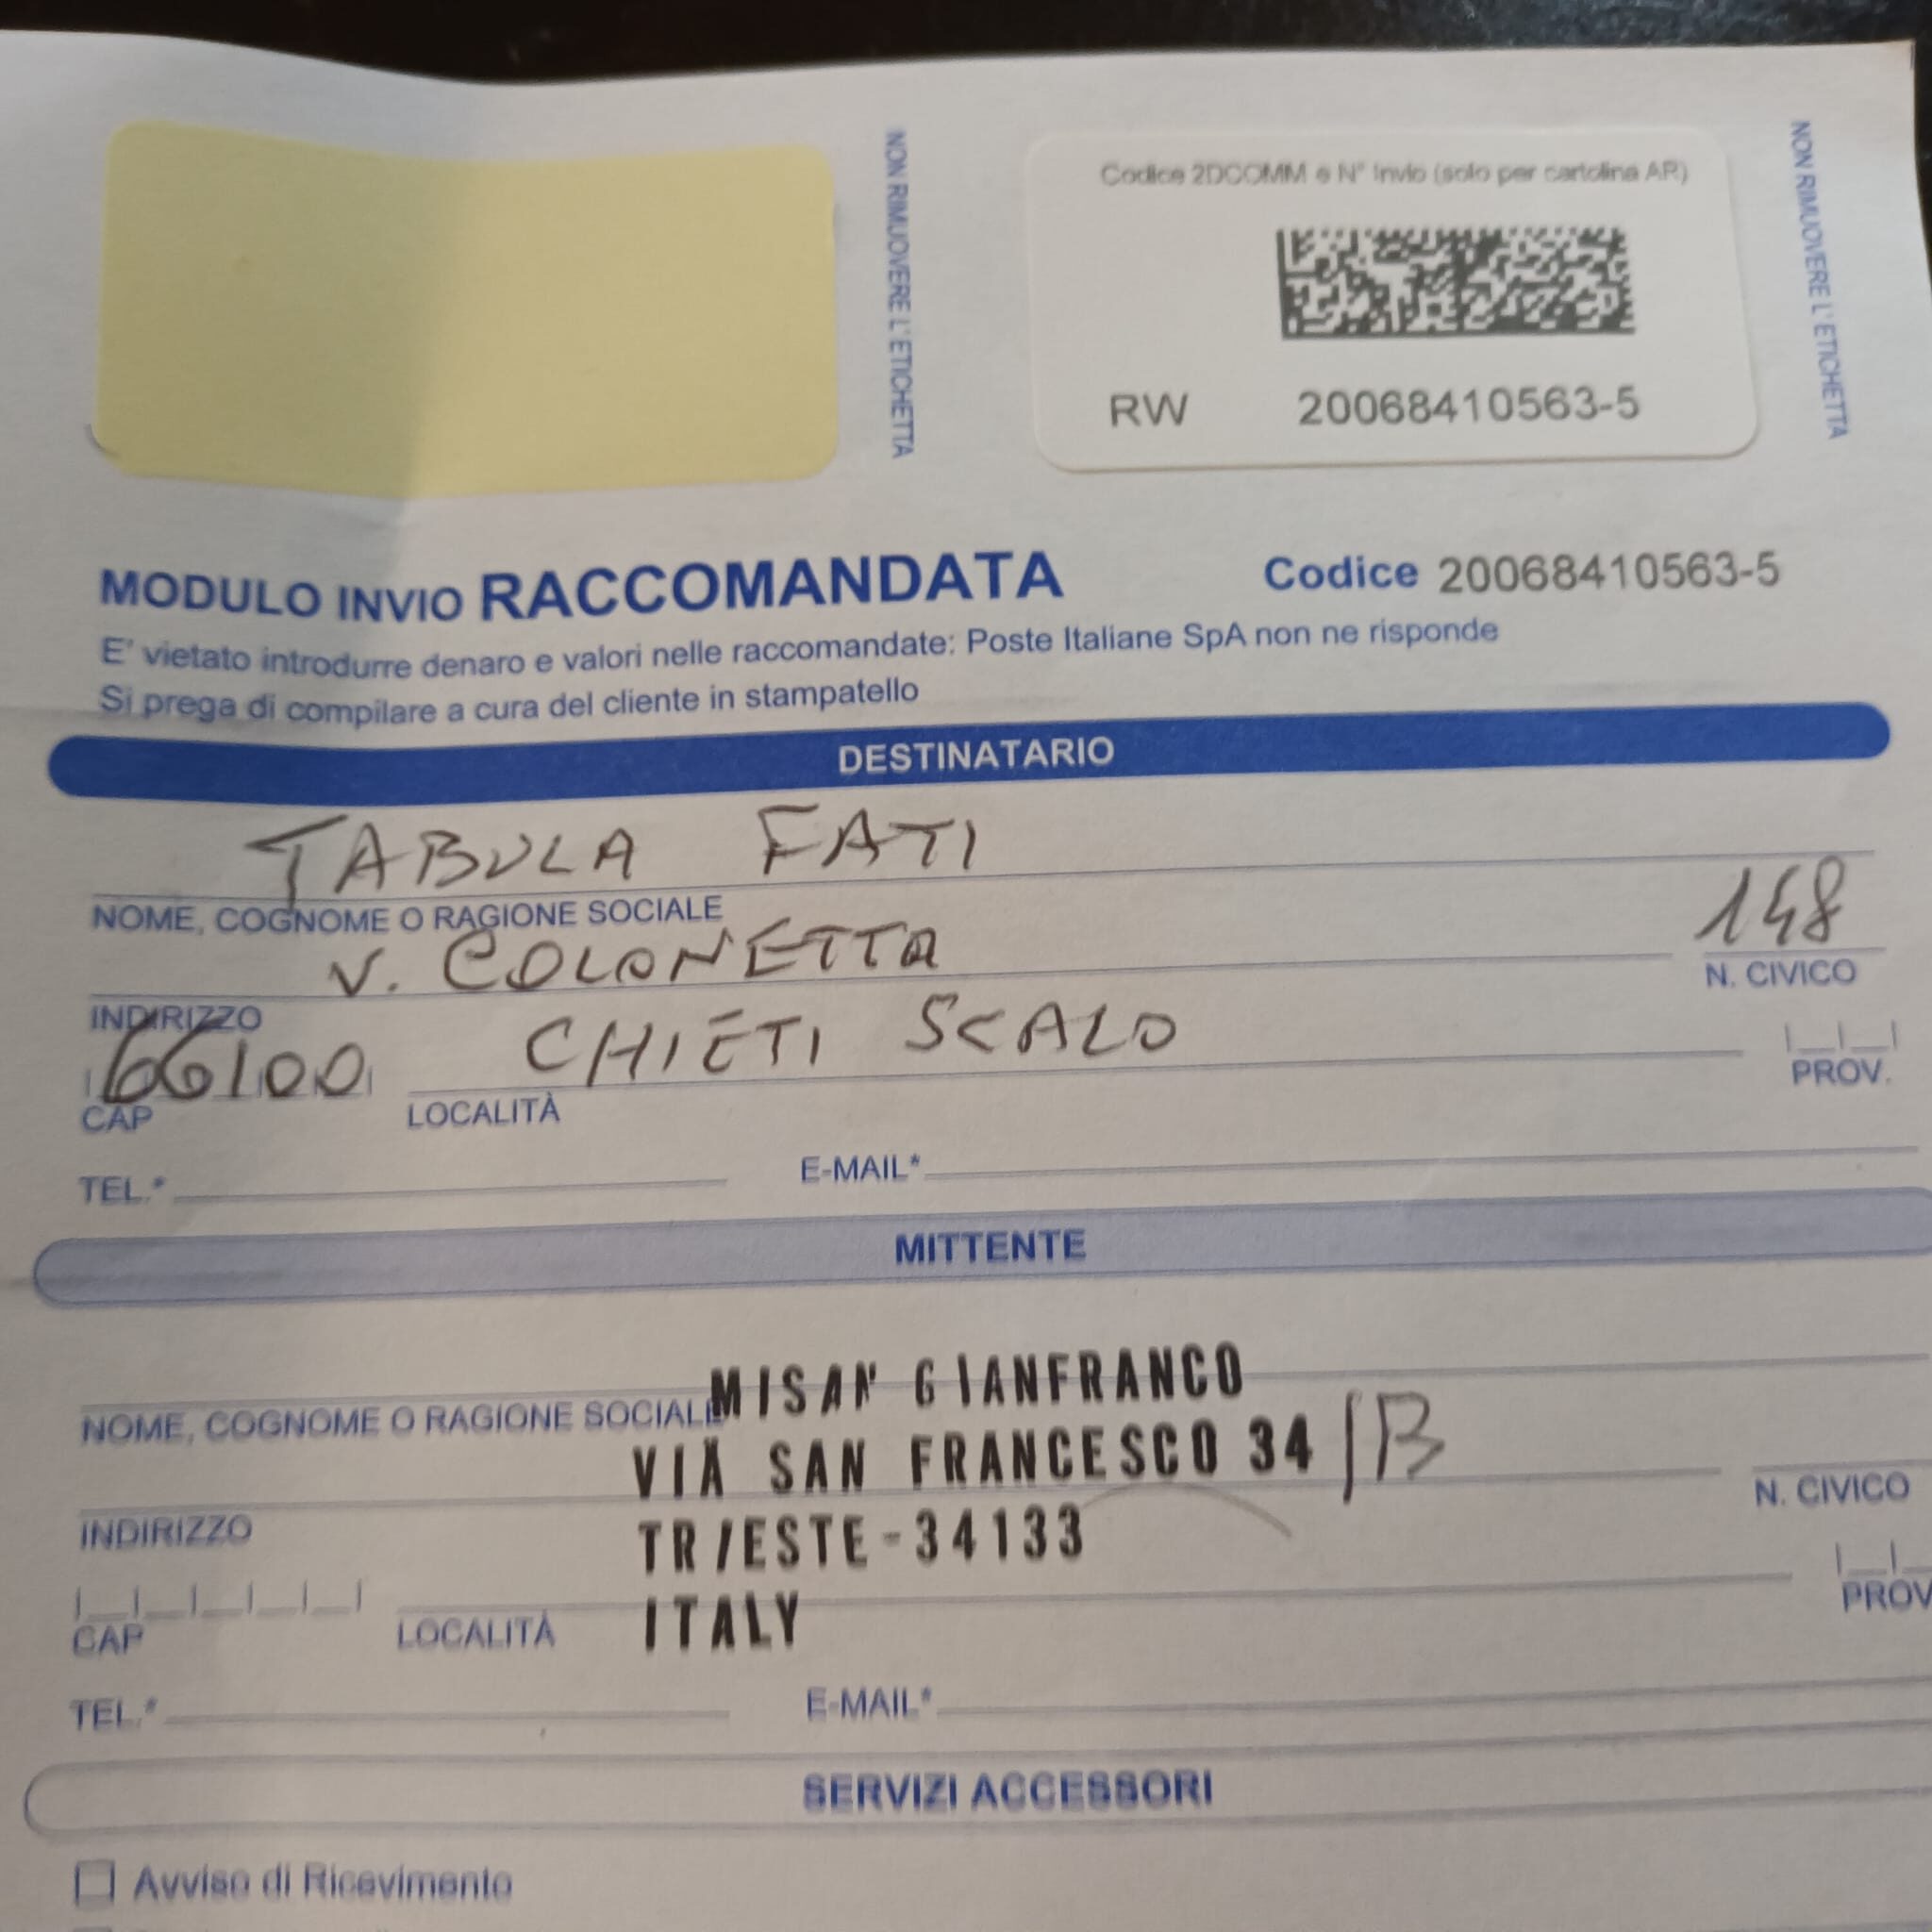 NON RIMUOVERE L'ETICHETTA
Codice 2DCOMM e N° Invio (solo per cartolina AR)
RW 20068410563-5
NON RIMUOVERE L'ETICHETTA
MODULO INVIO RACCOMANDATA Codice 20068410563-5
E' vietato introdurre denaro e valori nelle raccomandate: Poste Italiane SpA non ne risponde
Si prega di compilare a cura del cliente in stampatello
DESTINATARIO
TABULA FATI
NOME, COGNOME O RAGIONE SOCIALE
V. COLONETTA 148
INDIRIZZO N. CIVICO
66100 CHIETI SCALO
CAP LOCALITÀ PROV.
TEL.* E-MAIL*
MITTENTE
MISAN GIANFRANCO
NOME, COGNOME O RAGIONE SOCIALE
VIA SAN FRANCESCO 34 /B
INDIRIZZO N. CIVICO
TRIESTE-34133
ITALY
CAP LOCALITÀ PROV
TEL.* E-MAIL*
SERVIZI ACCESSORI
Avviso di Ricevimento